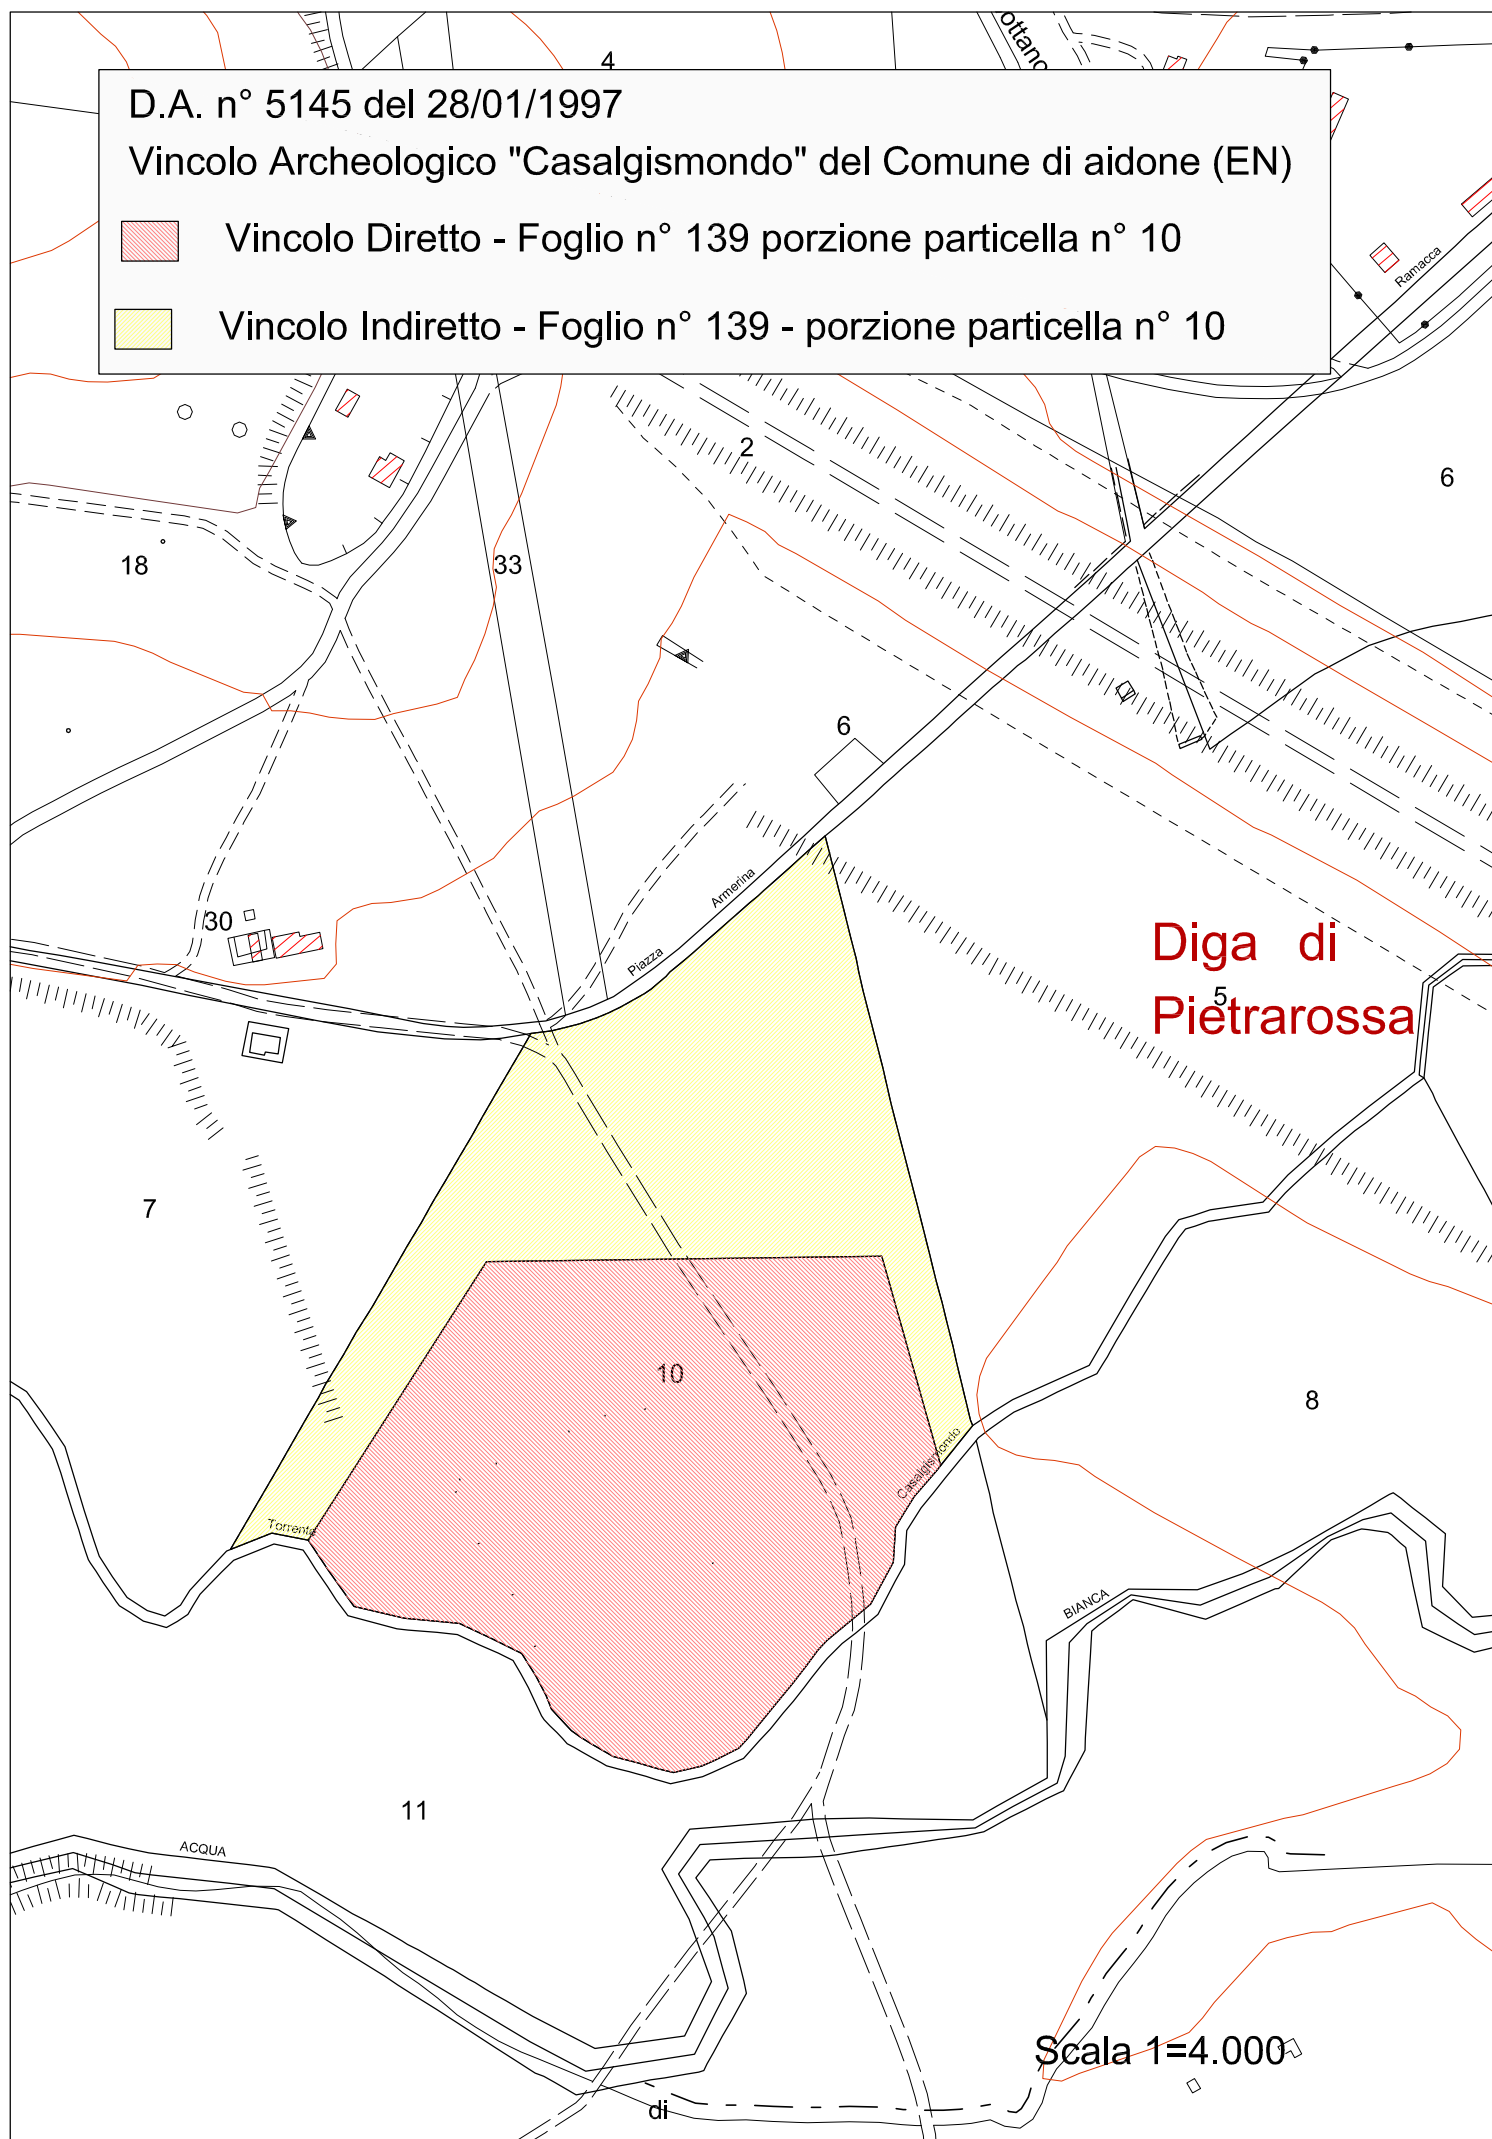 4
ottano
D.A. n° 5145 del 28/01/1997
Vincolo Archeologico "Casalgismondo" del Comune di aidone (EN)
Vincolo Diretto - Foglio n° 139 porzione particella n° 10
Vincolo Indiretto - Foglio n° 139 - porzione particella n° 10
Ramacca
2
6
18
33
6
Armerina
30
Piazza
Diga di
5
Pietrarossa
7
10
8
Casalgismondo
Torrente
BIANCA
11
ACQUA
Scala 1=4.000
di